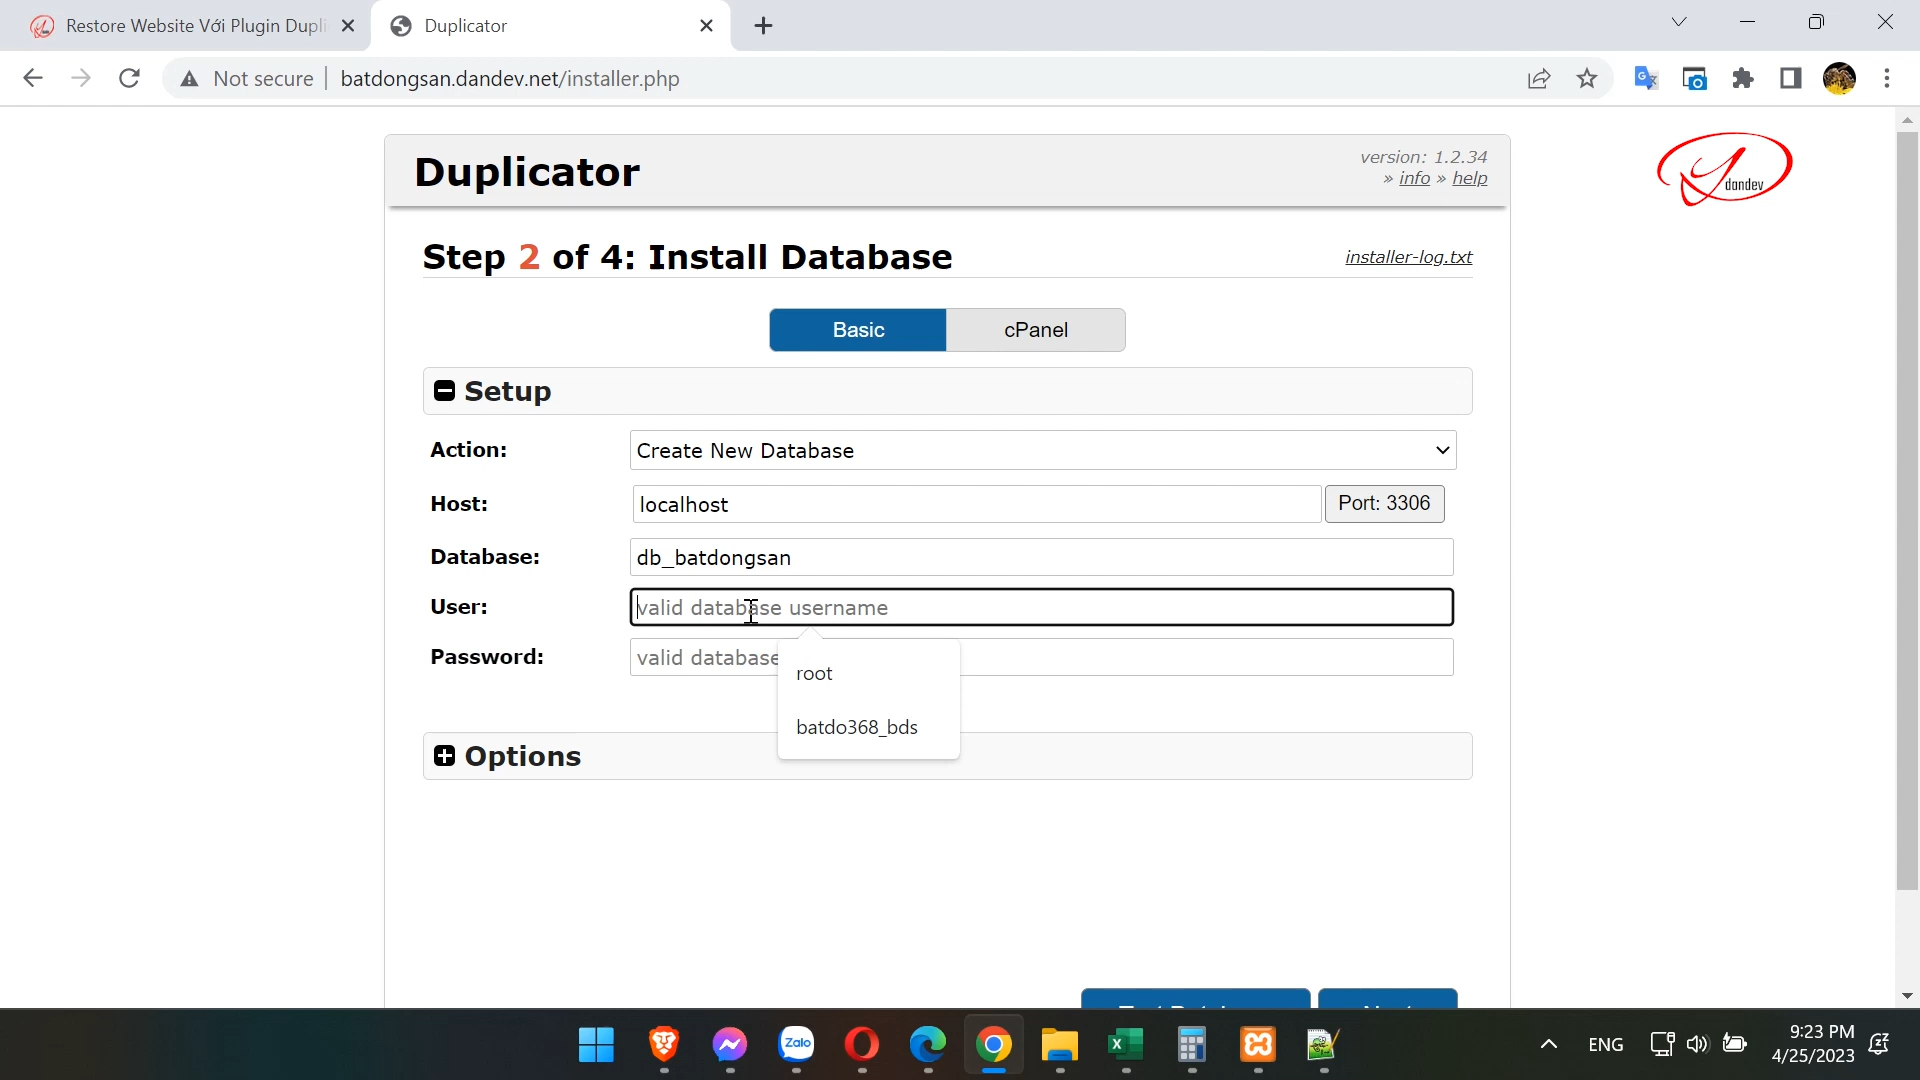 Restore Website Với Plugin Dupli
Duplicator
Not secure
batdongsan.dandev.net/installer.php
Duplicator
version: 1.2.34
» info » help
dandev
Step 2 of 4: Install Database
installer-log.txt
Basic
cPanel
Setup
Action:
Create New Database
Host:
localhost
Port: 3306
Database:
db_batdongsan
User:
valid database username
Password:
valid database
root
batdo368_bds
Options
Zalo
ENG
9:23 PM
4/25/2023